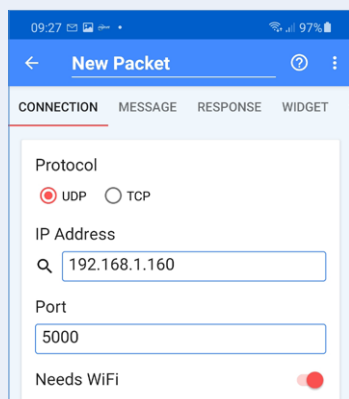 09:27 97%
New Packet
CONNECTION MESSAGE RESPONSE WIDGET
Protocol
UDP TCP
IP Address
192.168.1.160
Port
5000
Needs WiFi